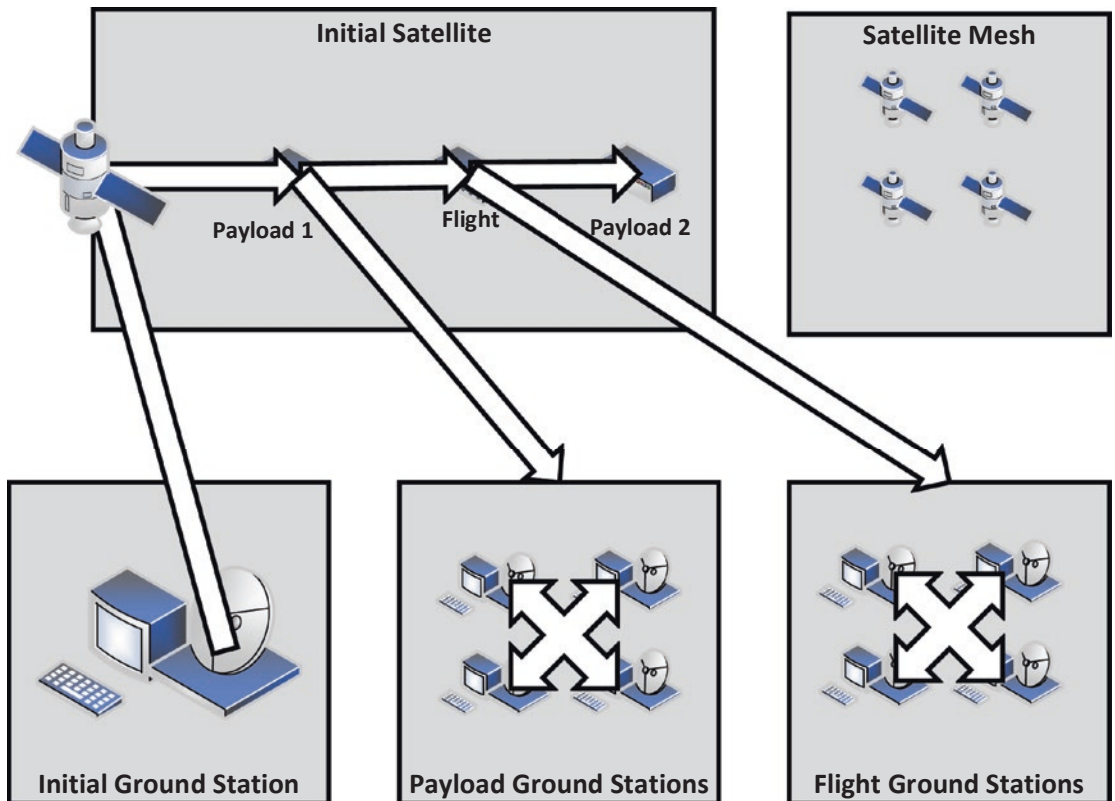 Initial Satellite
Satellite Mesh
Payload 1
Flight
Payload 2
Initial Ground Station
Payload Ground Stations
Flight Ground Stations